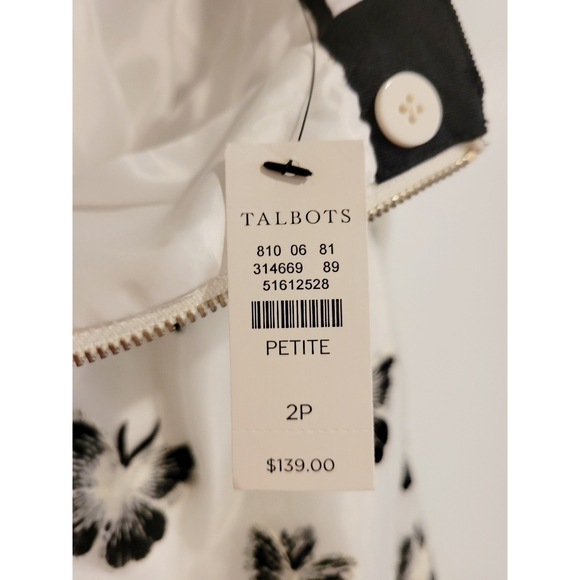 TALBOTS
810 06 81
314669 89
51612528
PETITE
2P
$139.00